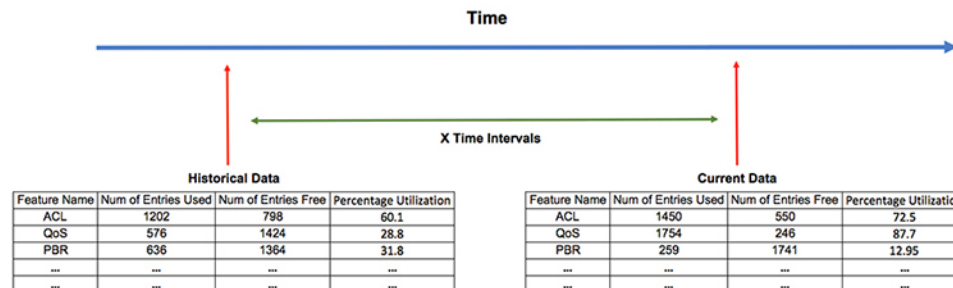 Time
X Time Intervals
Historical Data
Feature Name Num of Entries Used Num of Entries Free Percentage Utilization
ACL 1202 798 60.1
QoS 576 1424 28.8
PBR 636 1364 31.8
... ... ... ...
... ... ... ...
Current Data
Feature Name Num of Entries Used Num of Entries Free Percentage Utilizatio
ACL 1450 550 72.5
QoS 1754 246 87.7
PBR 259 1741 12.95
... ... ... ...
... ... ... ...